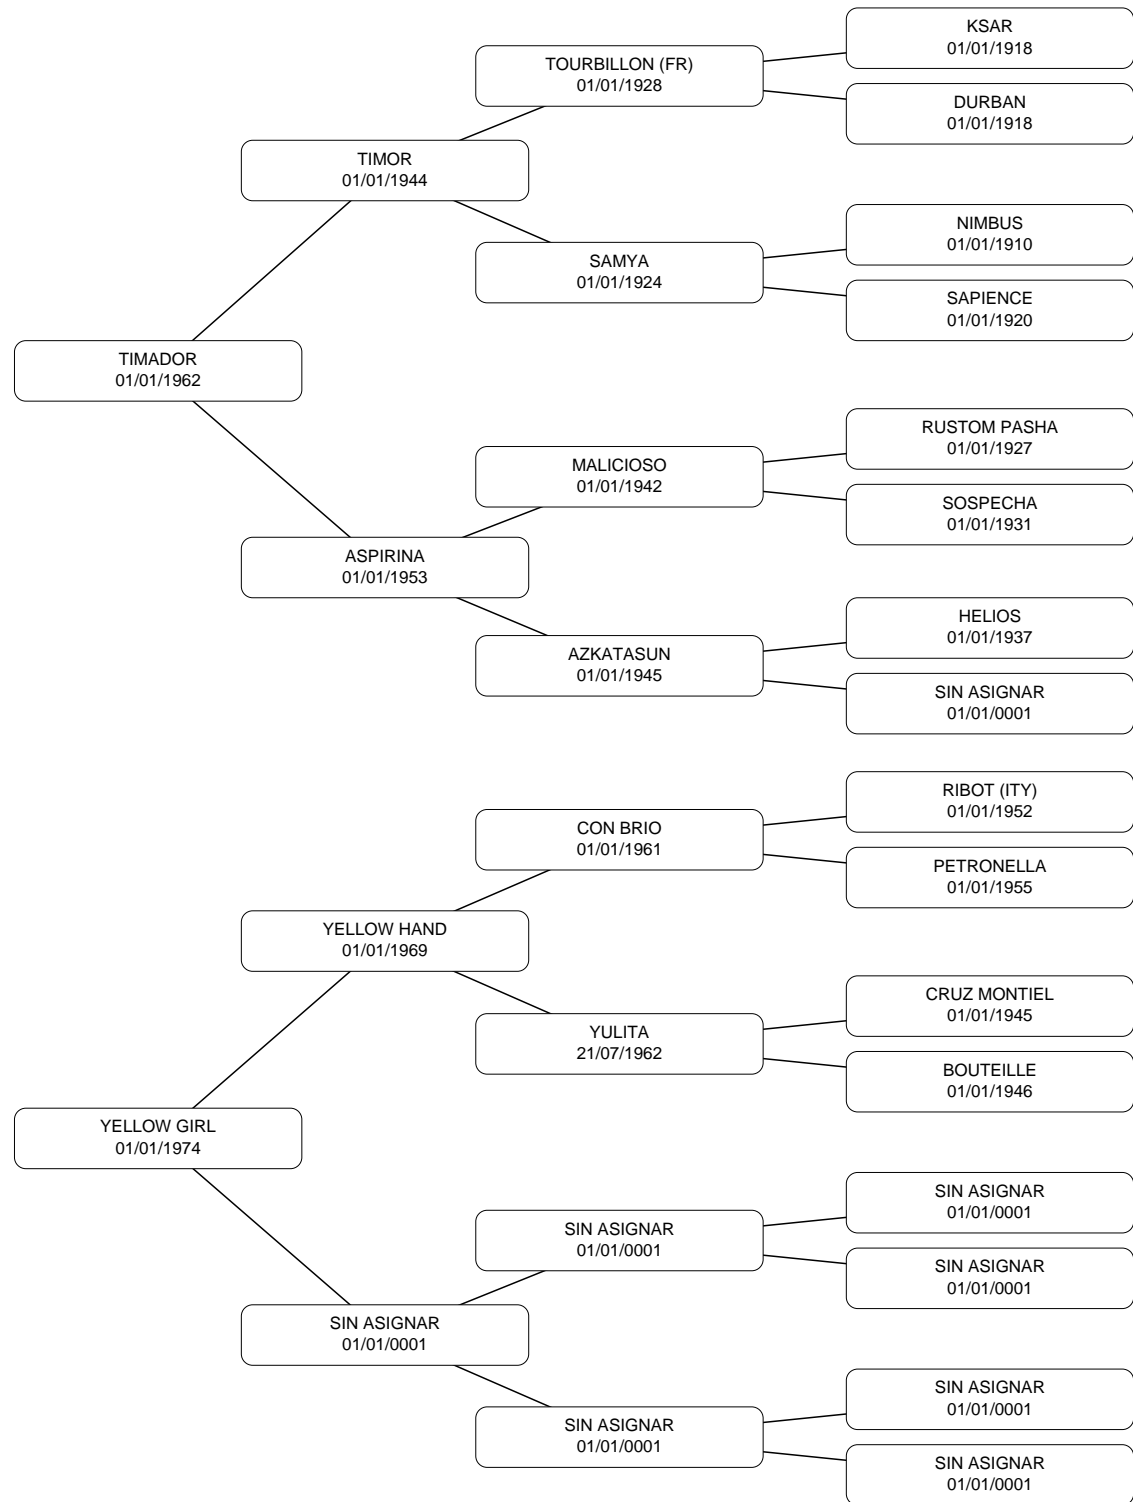 KSAR
01/01/1918
TOURBILLON (FR)
01/01/1928
DURBAN
01/01/1918
TIMOR
01/01/1944
NIMBUS
01/01/1910
SAMYA
01/01/1924
SAPIENCE
01/01/1920
TIMADOR
01/01/1962
RUSTOM PASHA
01/01/1927
MALICIOSO
01/01/1942
SOSPECHA
01/01/1931
ASPIRINA
01/01/1953
HELIOS
01/01/1937
AZKATASUN
01/01/1945
SIN ASIGNAR
01/01/0001
RIBOT (ITY)
01/01/1952
CON BRIO
01/01/1961
PETRONELLA
01/01/1955
YELLOW HAND
01/01/1969
CRUZ MONTIEL
01/01/1945
YULITA
21/07/1962
BOUTEILLE
01/01/1946
YELLOW GIRL
01/01/1974
SIN ASIGNAR
01/01/0001
SIN ASIGNAR
01/01/0001
SIN ASIGNAR
01/01/0001
SIN ASIGNAR
01/01/0001
SIN ASIGNAR
01/01/0001
SIN ASIGNAR
01/01/0001
SIN ASIGNAR
01/01/0001